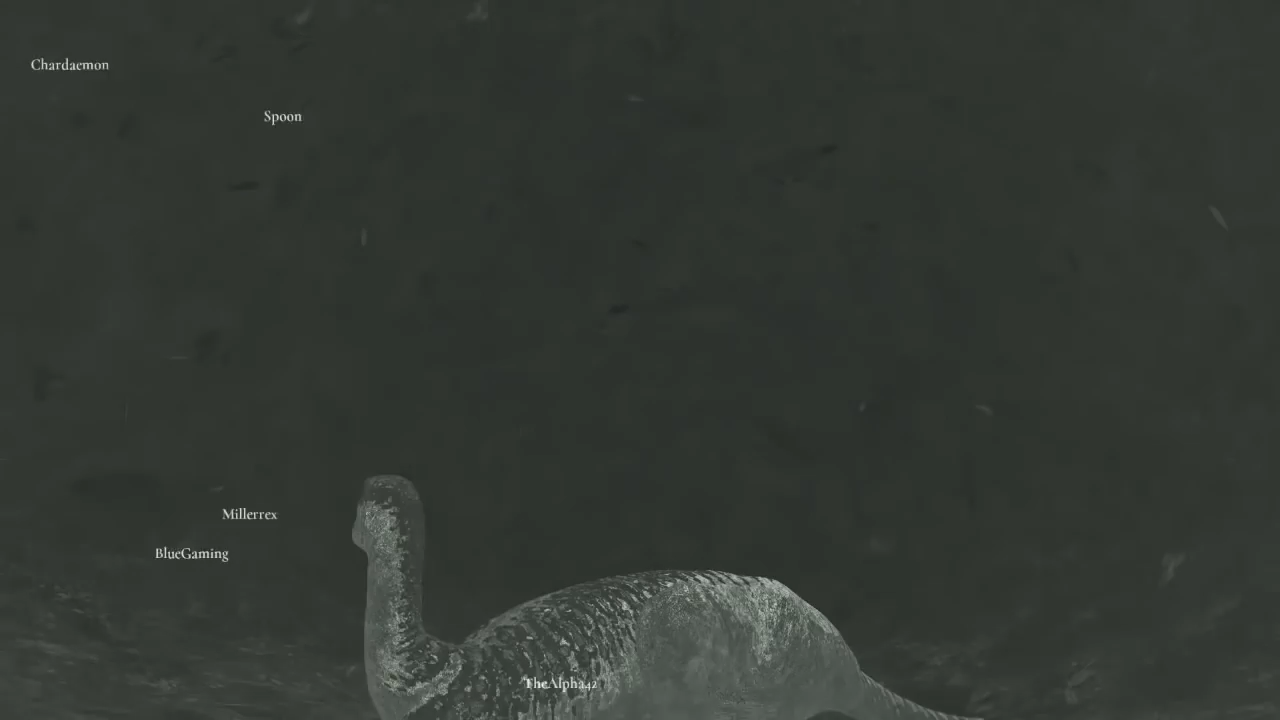 Chardaemon
Spoon
Millerrex
BlueGaming
TheAlpha42